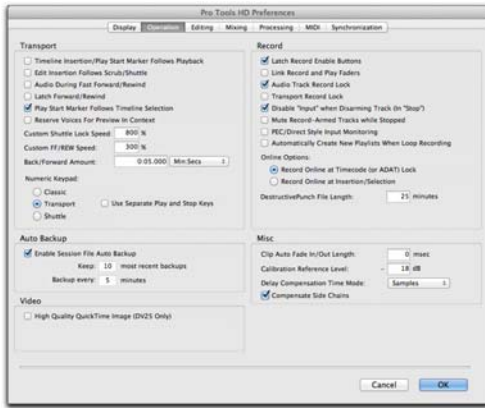 Pro Tools HD Preferences
Display Operation Editing Mixing Processing MIDI Synchronization
Transport
Timeline Insertion/Play Start Marker Follows Playback
Edit Insertion Follows Scrub/Shuttle
Audio During Fast Forward/Rewind
Latch Forward/Rewind
Play Start Marker Follows Timeline Selection
Reserve Voices For Preview In Context
Custom Shuttle Lock Speed: 800 %
Custom FF/REW Speed: 300 %
Back/Forward Amount: 0:05.000 Min:Secs
Numeric Keypad:
Classic
Transport Use Separate Play and Stop Keys
Shuttle
Auto Backup
Enable Session File Auto Backup
Keep: 10 most recent backups
Backup every: 5 minutes
Video
High Quality QuickTime Image (DV25 Only)
Record
Latch Record Enable Buttons
Link Record and Play Faders
Audio Track Record Lock
Transport Record Lock
Disable "Input" when Disarming Track (In "Stop")
Mute Record-Armed Tracks while Stopped
PEC/Direct Style Input Monitoring
Automatically Create New Playlists When Loop Recording
Online Options:
Record Online at Timecode (or ADAT) Lock
Record Online at Insertion/Selection
DestructivePunch File Length: 25 minutes
Misc
Clip Auto Fade In/Out Length: 0 msec
Calibration Reference Level: - 18 dB
Delay Compensation Time Mode: Samples
Compensate Side Chains
Cancel OK